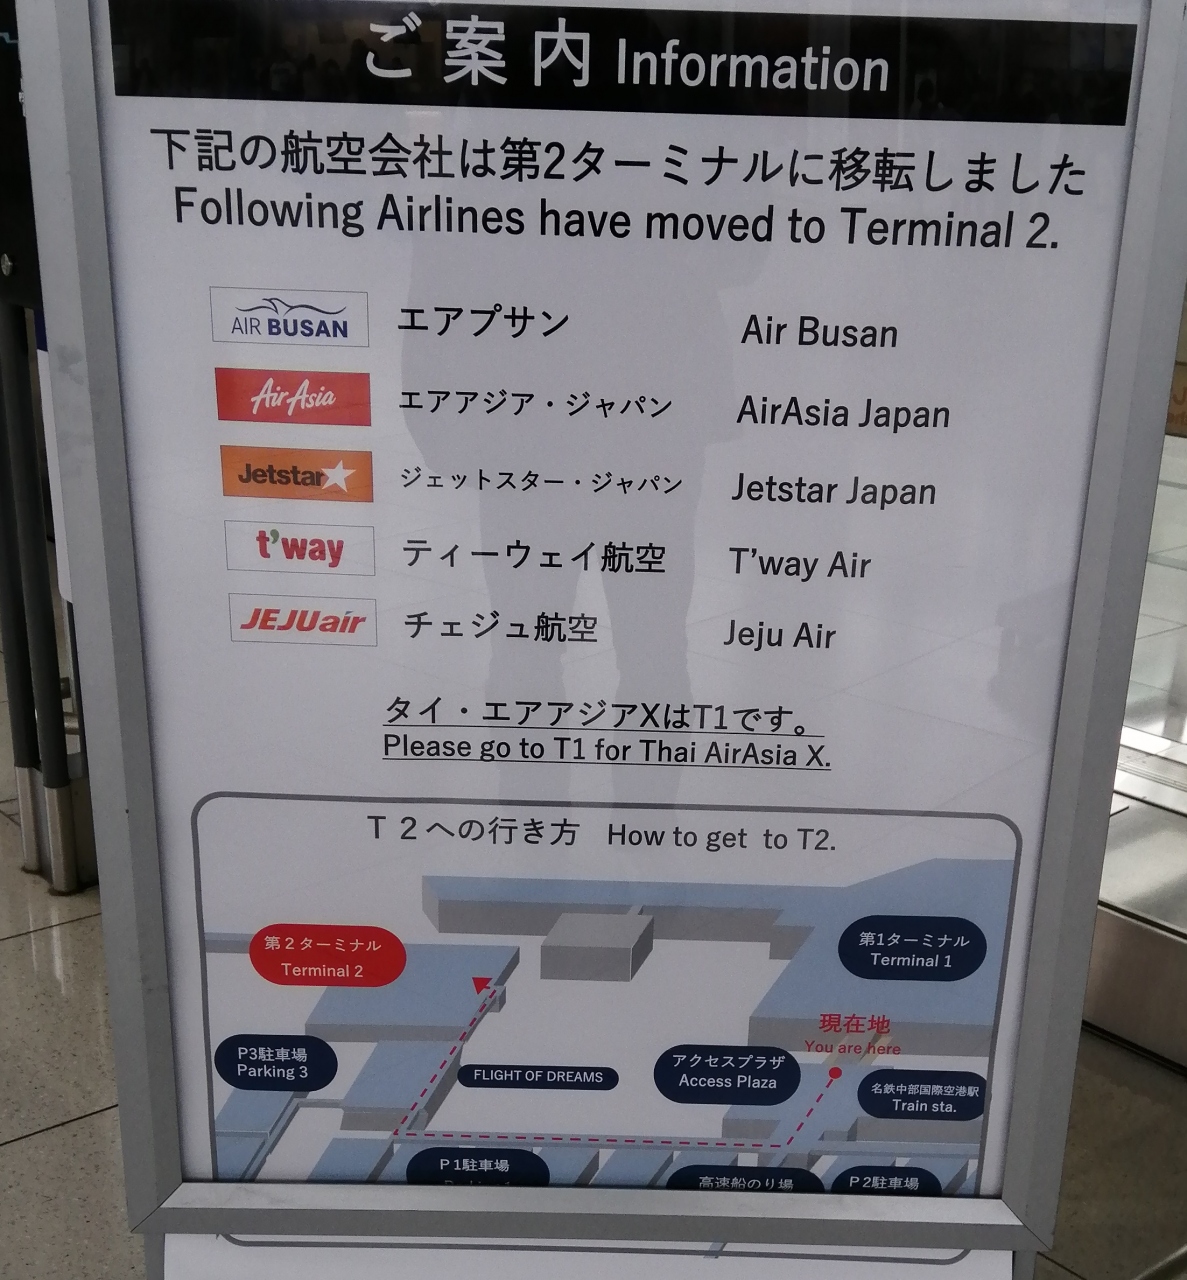 ご案内 Information
下記の航空会社は第2ターミナルに移転しました
Following Airlines have moved to Terminal 2.
AIR BUSAN エアプサン Air Busan
AirAsia エアアジア・ジャパン AirAsia Japan
Jetstar ジェットスター・ジャパン Jetstar Japan
t'way ティーウェイ航空 T'way Air
JEJUair チェジュ航空 Jeju Air
タイ・エアアジアXはT1です。
Please go to T1 for Thai AirAsia X.
T2への行き方 How to get to T2.
第2ターミナル
Terminal 2
第1ターミナル
Terminal 1
現在地
You are here
P3駐車場
Parking 3
FLIGHT OF DREAMS
アクセスプラザ
Access Plaza
名鉄中部国際空港駅
Train sta.
P1駐車場
高速船のり場
P2駐車場